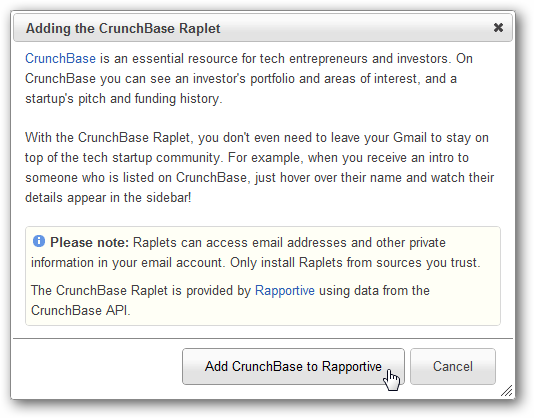 Adding the CrunchBase Raplet
CrunchBase is an essential resource for tech entrepreneurs and investors. On
CrunchBase you can see an investor's portfolio and areas of interest, and a
startup's pitch and funding history.
With the CrunchBase Raplet, you don't even need to leave your Gmail to stay on
top of the tech startup community. For example, when you receive an intro to
someone who is listed on CrunchBase, just hover over their name and watch their
details appear in the sidebar!
Please note: Raplets can access email addresses and other private
information in your email account. Only install Raplets from sources you trust.
The CrunchBase Raplet is provided by Rapportive using data from the
CrunchBase API.
Add CrunchBase to Rapportive Cancel